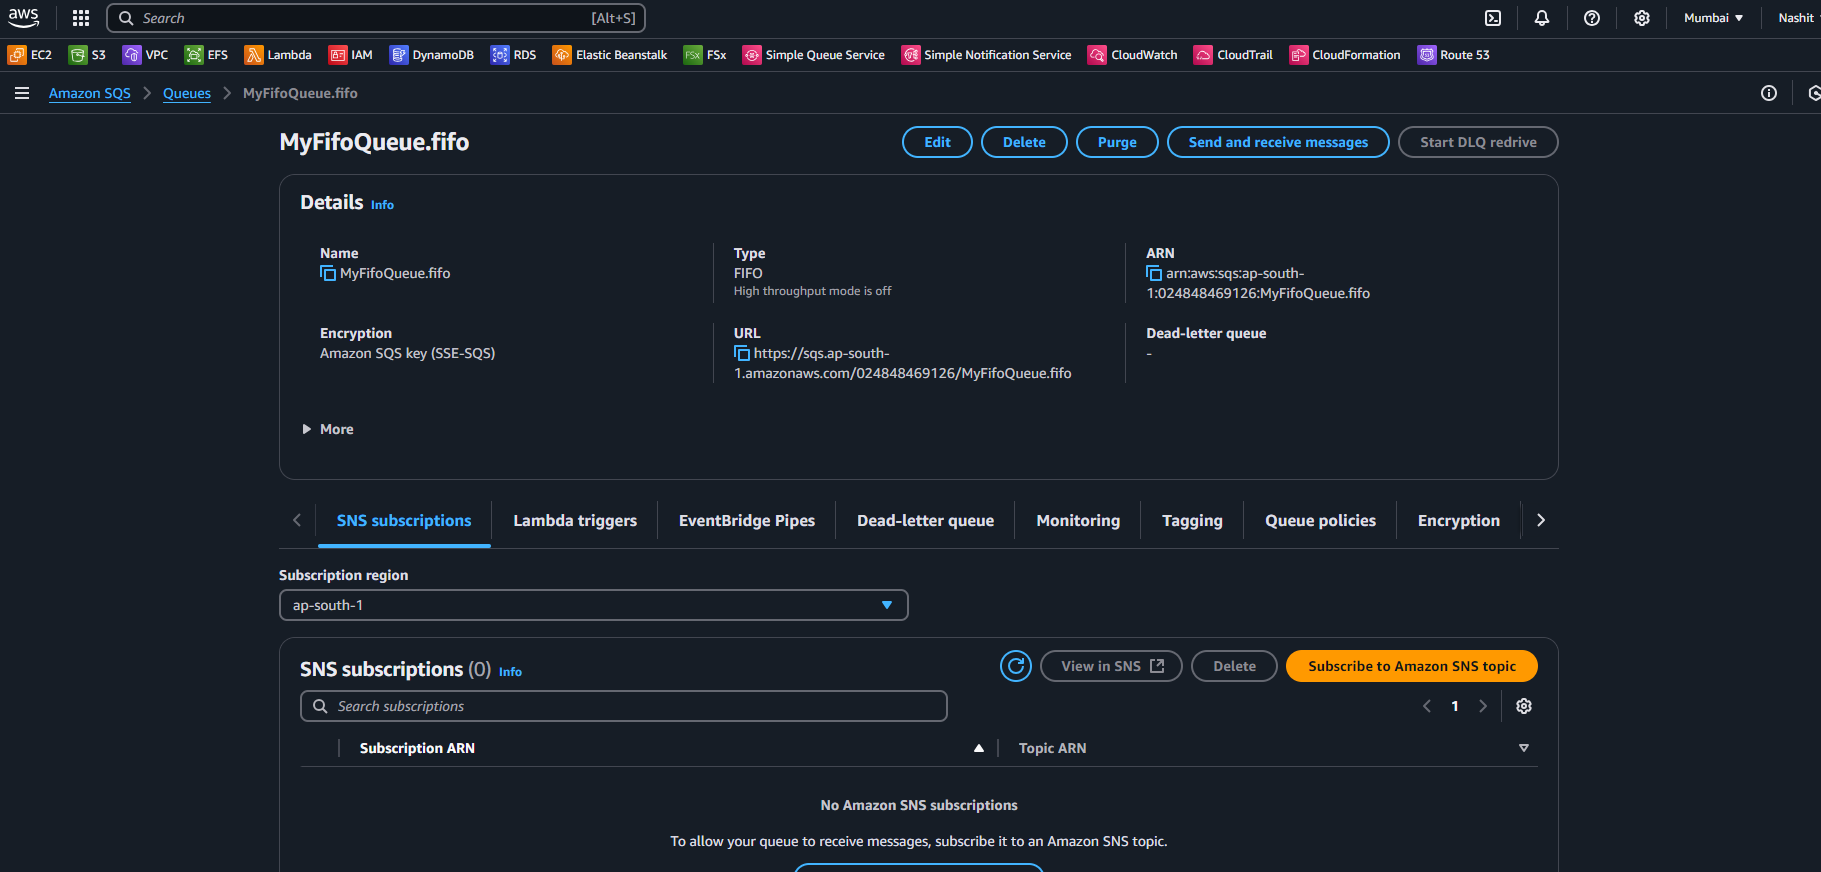 aws Search [Alt+S] Mumbai Nashit
EC2 S3 VPC EFS Lambda IAM DynamoDB RDS Elastic Beanstalk FSx FSx Simple Queue Service Simple Notification Service CloudWatch CloudTrail CloudFormation Route 53
Amazon SQS Queues MyFifoQueue.fifo
MyFifoQueue.fifo Edit Delete Purge Send and receive messages Start DLQ redrive
Details Info
Name Type ARN
MyFifoQueue.fifo FIFO arn:aws:sqs:ap-south-
High throughput mode is off 1:024848469126:MyFifoQueue.fifo
Encryption URL Dead-letter queue
Amazon SQS key (SSE-SQS) https://sqs.ap-south- -
1.amazonaws.com/024848469126/MyFifoQueue.fifo
More
SNS subscriptions Lambda triggers EventBridge Pipes Dead-letter queue Monitoring Tagging Queue policies Encryption
Subscription region
ap-south-1
SNS subscriptions (0) Info View in SNS Delete Subscribe to Amazon SNS topic
Search subscriptions 1
Subscription ARN Topic ARN
No Amazon SNS subscriptions
To allow your queue to receive messages, subscribe it to an Amazon SNS topic.